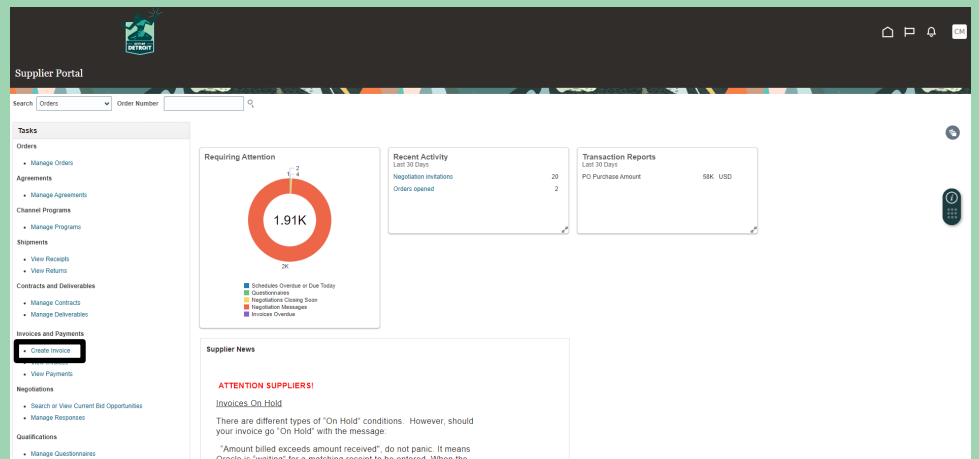 CITY OF
DETROIT
CM
Supplier Portal
Search Orders Order Number
Tasks
Orders
Manage Orders
Agreements
Manage Agreements
Channel Programs
Manage Programs
Shipments
View Receipts
View Returns
Contracts and Deliverables
Manage Contracts
Manage Deliverables
Invoices and Payments
Create Invoice
View Payments
Negotiations
Search or View Current Bid Opportunities
Manage Responses
Qualifications
Manage Questionnaires
Requiring Attention
2
1 4
1.91K
2K
Schedules Overdue or Due Today
Questionnaires
Negotiations Closing Soon
Negotiation Messages
Invoices Overdue
Recent Activity
Last 30 Days
Negotiation invitations 20
Orders opened 2
Transaction Reports
Last 30 Days
PO Purchase Amount 58K USD
Supplier News
ATTENTION SUPPLIERS!
Invoices On Hold
There are different types of "On Hold" conditions. However, should
your invoice go "On Hold" with the message:
"Amount billed exceeds amount received", do not panic. It means
Oracle is "waiting" for a matching receipt to be entered. When the